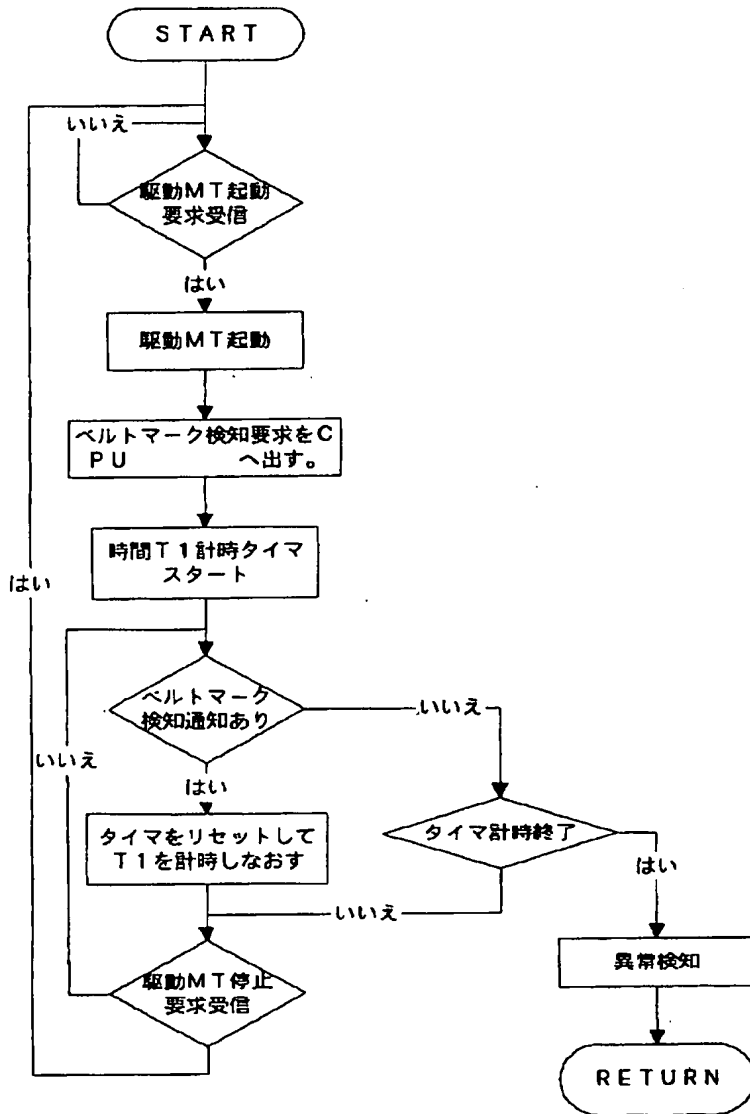 START
いいえ
駆動MT起動
要求受信
はい
駆動MT起動
ベルトマーク検知要求をC
PU へ出す。
時間T1計時タイマ
スタート
はい
ベルトマーク
検知通知あり
いいえ
いいえ
はい
タイマをリセットして
T1を計時しなおす
タイマ計時終了
はい
いいえ
駆動MT停止
要求受信
異常検知
RETURN